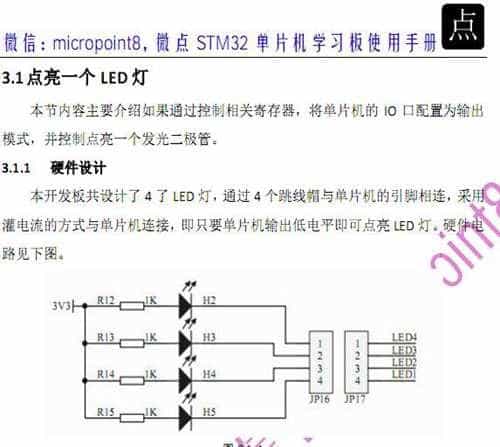 微信：micropoint8，微点 STM32 单片机学习板使用手册
点
3.1 点亮一个 LED 灯
本节内容主要介绍如果通过控制相关寄存器，将单片机的 IO 口配置为输出
模式，并控制点亮一个发光二极管。
3.1.1 硬件设计
本开发板共设计了 4 了 LED 灯，通过 4 个跳线帽与单片机的引脚相连，采用
灌电流的方式与单片机连接，即只要单片机输出低电平即可点亮 LED 灯。硬件电
路见下图。
oint8
3V3
R12 1K H2
R13 1K H3
R14 1K H4
R15 1K H5
1 1 LED4
2 2 LED3
3 3 LED2
4 4 LED1
JP16 JP17